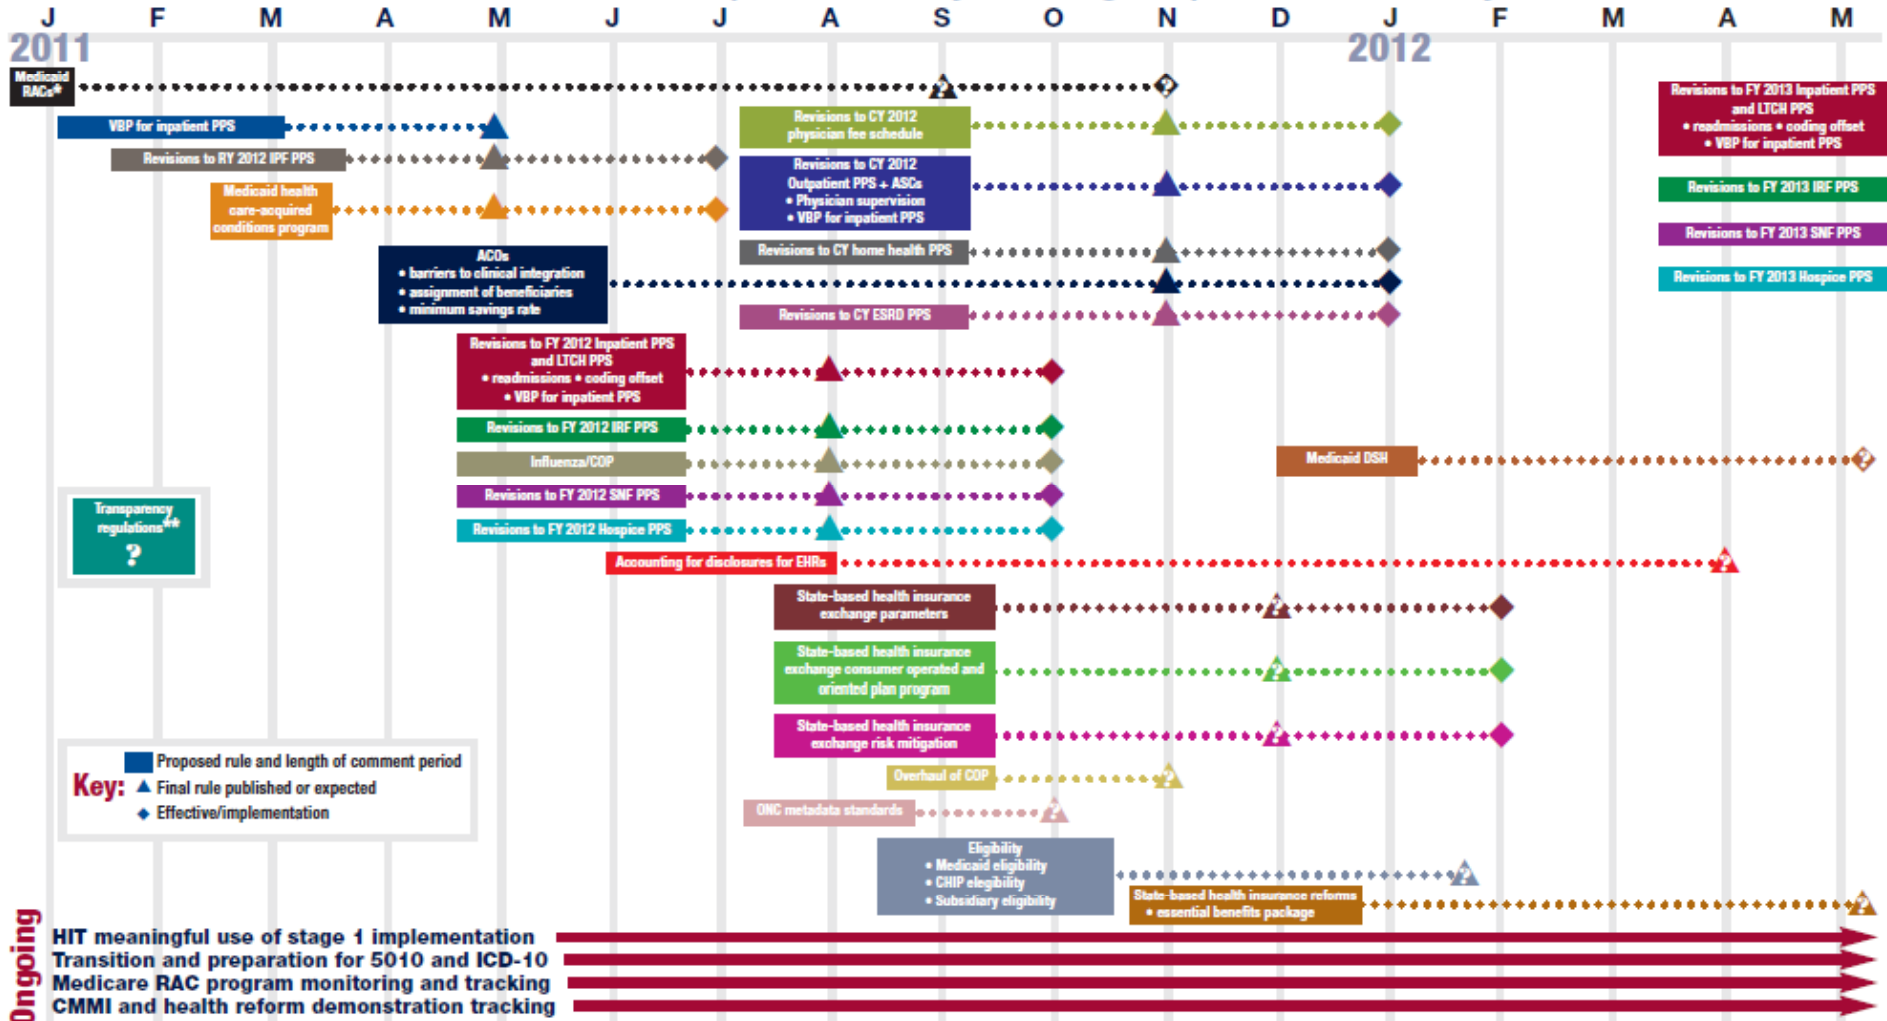 J F M A M J J A S O N D J F M A M
2011 2012
Medicaid
RACs*
?
?
VBP for inpatient PPS
Revisions to RY 2012 IPF PPS
Medicaid health
care-acquired
conditions program
ACOs
• barriers to clinical integration
• assignment of beneficiaries
• minimum savings rate
Revisions to CY 2012
physician fee schedule
Revisions to CY 2012
Outpatient PPS + ASCs
• Physician supervision
• VBP for inpatient PPS
Revisions to CY home health PPS
Revisions to CY ESRD PPS
Revisions to FY 2013 Inpatient PPS
and LTCH PPS
• readmissions • coding offset
• VBP for inpatient PPS
Revisions to FY 2013 IRF PPS
Revisions to FY 2013 SNF PPS
Revisions to FY 2013 Hospice PPS
Revisions to FY 2012 Inpatient PPS
and LTCH PPS
• readmissions • coding offset
• VBP for inpatient PPS
Revisions to FY 2012 IRF PPS
Influenza/COP
Revisions to FY 2012 SNF PPS
Revisions to FY 2012 Hospice PPS
Medicaid DSH
?
Transparency
regulations**
?
Accounting for disclosures for EHRs
?
State-based health insurance
exchange parameters
?
State-based health insurance
exchange consumer operated and
oriented plan program
?
State-based health insurance
exchange risk mitigation
?
Overhaul of COP
?
ONC metadata standards
?
Eligibility
• Medicaid eligibility
• CHIP elegibility
• Subsidiary eligibility
?
State-based health insurance reforms
• essential benefits package
?
Key:
Proposed rule and length of comment period
Final rule published or expected
Effective/implementation
Ongoing
HIT meaningful use of stage 1 implementation
Transition and preparation for 5010 and ICD-10
Medicare RAC program monitoring and tracking
CMMI and health reform demonstration tracking